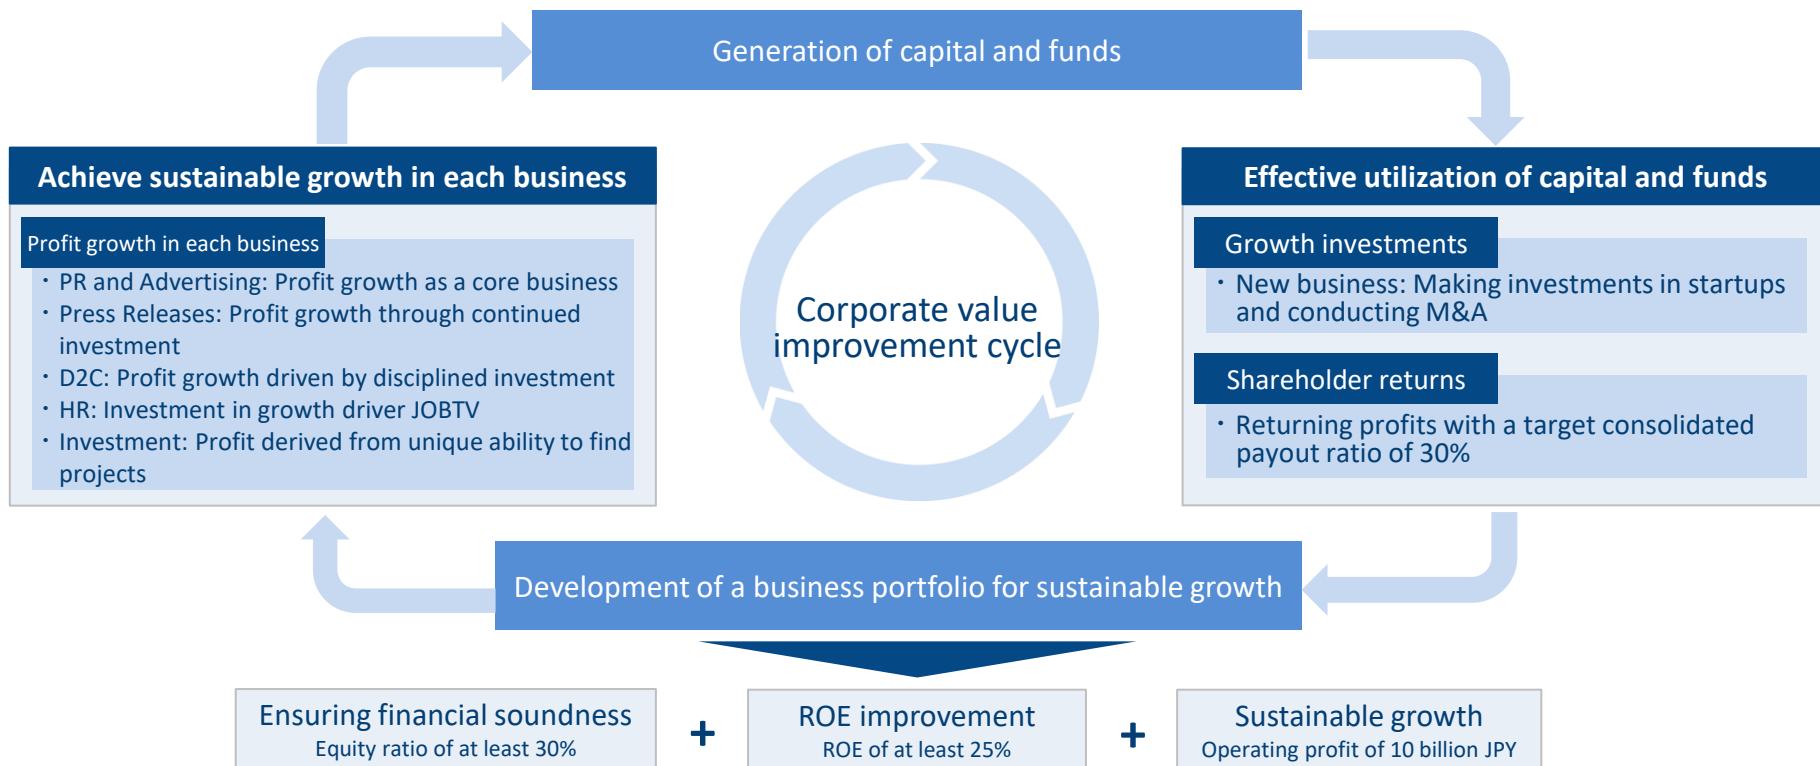 Generation of capital and funds
Achieve sustainable growth in each business
Profit growth in each business
・PR and Advertising: Profit growth as a core business
・Press Releases: Profit growth through continued
investment
・D2C: Profit growth driven by disciplined investment
・HR: Investment in growth driver JOBTV
・Investment: Profit derived from unique ability to find
projects
Corporate value
improvement cycle
Effective utilization of capital and funds
Growth investments
・New business: Making investments in startups
and conducting M&A
Shareholder returns
・Returning profits with a target consolidated
payout ratio of 30%
Development of a business portfolio for sustainable growth
Ensuring financial soundness
Equity ratio of at least 30%
+
ROE improvement
ROE of at least 25%
+
Sustainable growth
Operating profit of 10 billion JPY